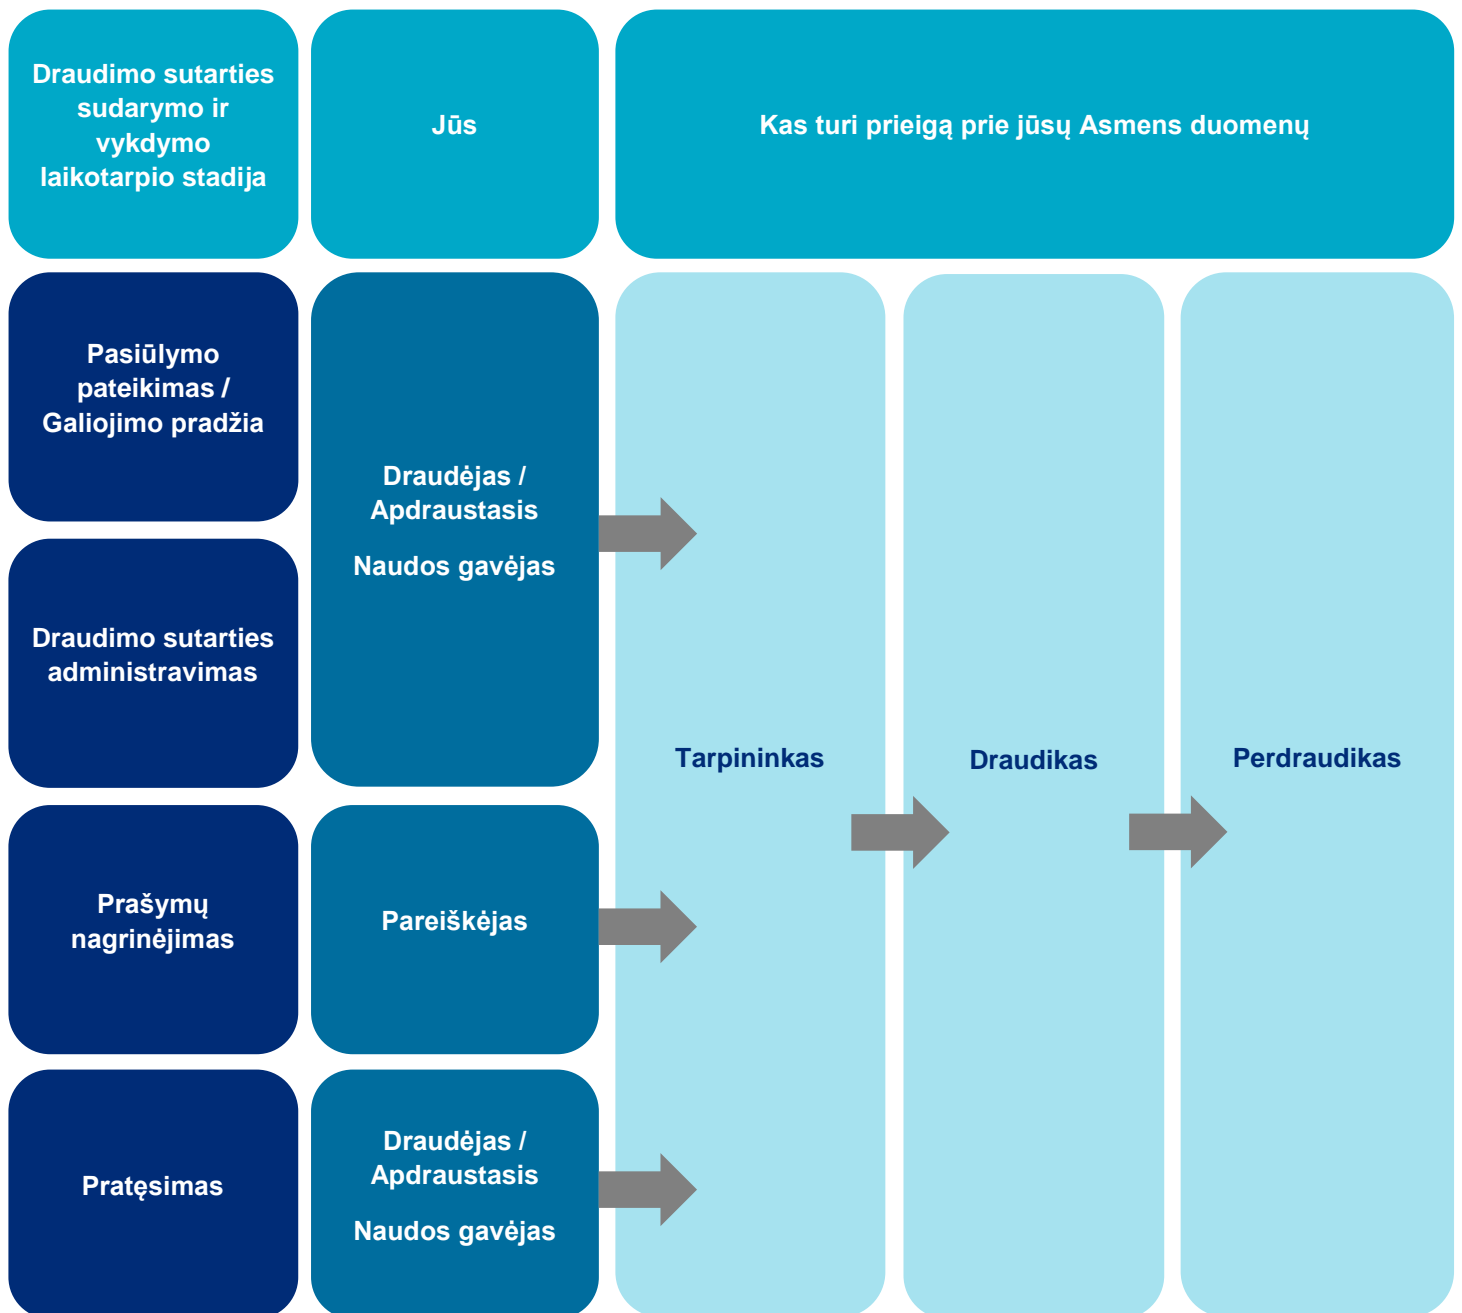 Draudimo sutarties
sudarymo ir
vykdymo
laikotarpio stadija
Jūs
Kas turi prieigą prie jūsų Asmens duomenų
Pasiūlymo
pateikimas /
Galiojimo pradžia
Draudėjas /
Apdraustasis
Naudos gavėjas
Draudimo sutarties
administravimas
Tarpininkas
Draudikas
Perdraudikas
Prašymų
nagrinėjimas
Pareiškėjas
Pratęsimas
Draudėjas /
Apdraustasis
Naudos gavėjas